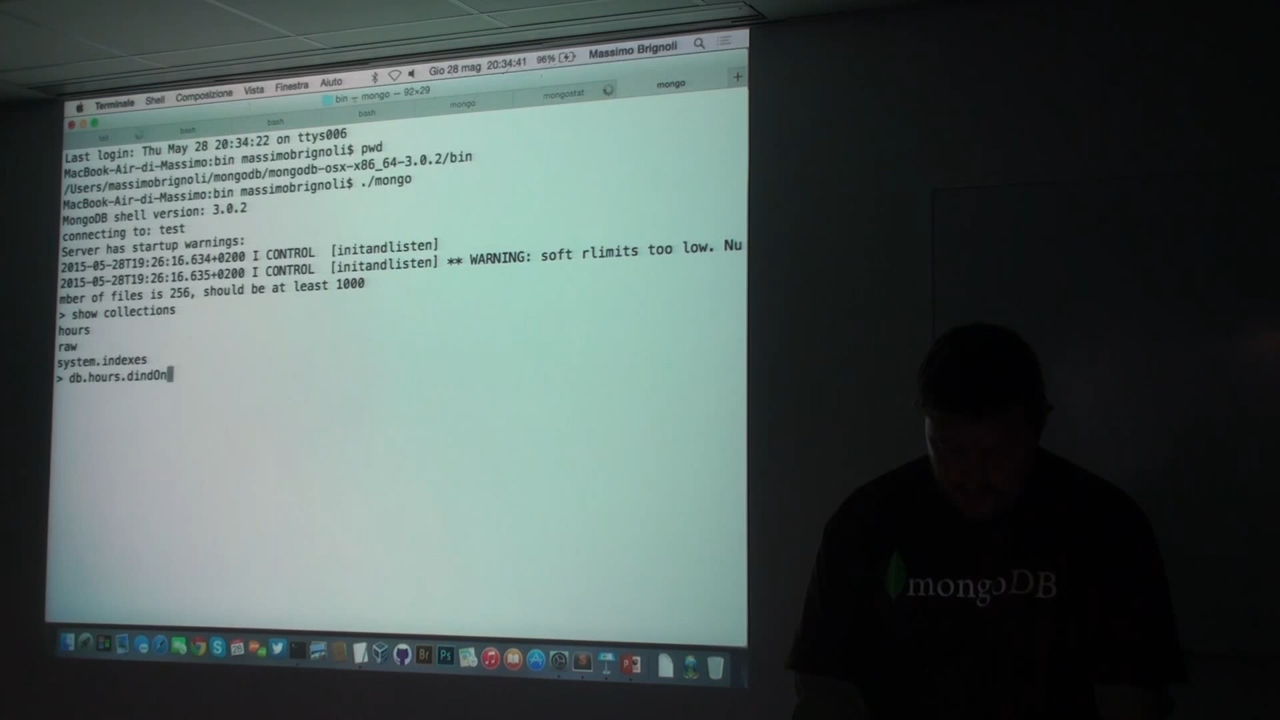 Terminale Shell Composizione Vista Finestra Aiuto Gio 28 mag 20:34:41 96% Massimo Brignoli
bin — mongo — 92×29
bash bash bash mongo mongostat mongo
Last login: Thu May 28 20:34:22 on ttys006
MacBook-Air-di-Massimo:bin massimobrignoli$ pwd
/Users/massimobrignoli/mongodb/mongodb-osx-x86_64-3.0.2/bin
MacBook-Air-di-Massimo:bin massimobrignoli$ ./mongo
MongoDB shell version: 3.0.2
connecting to: test
Server has startup warnings:
2015-05-28T19:26:16.634+0200 I CONTROL [initandlisten]
2015-05-28T19:26:16.635+0200 I CONTROL [initandlisten] ** WARNING: soft rlimits too low. Nu
mber of files is 256, should be at least 1000
> show collections
hours
raw
system.indexes
> db.hours.dindOn
Br Ps
mongoDB